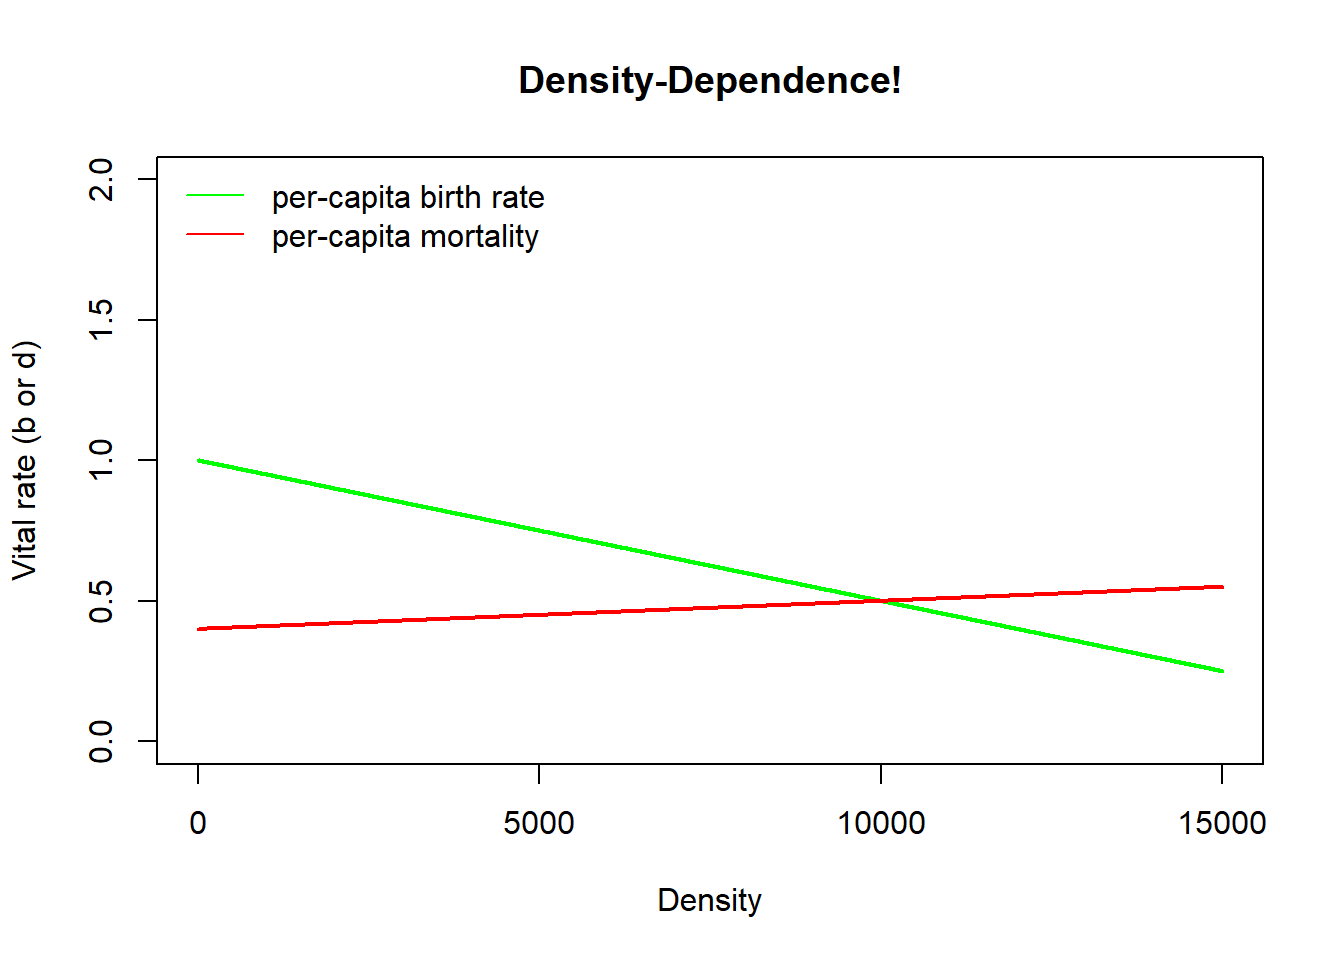 Density-Dependence!
2.0
1.5
1.0
0.5
0.0
Vital rate (b or d)
per-capita birth rate
per-capita mortality
0 5000 10000 15000
Density